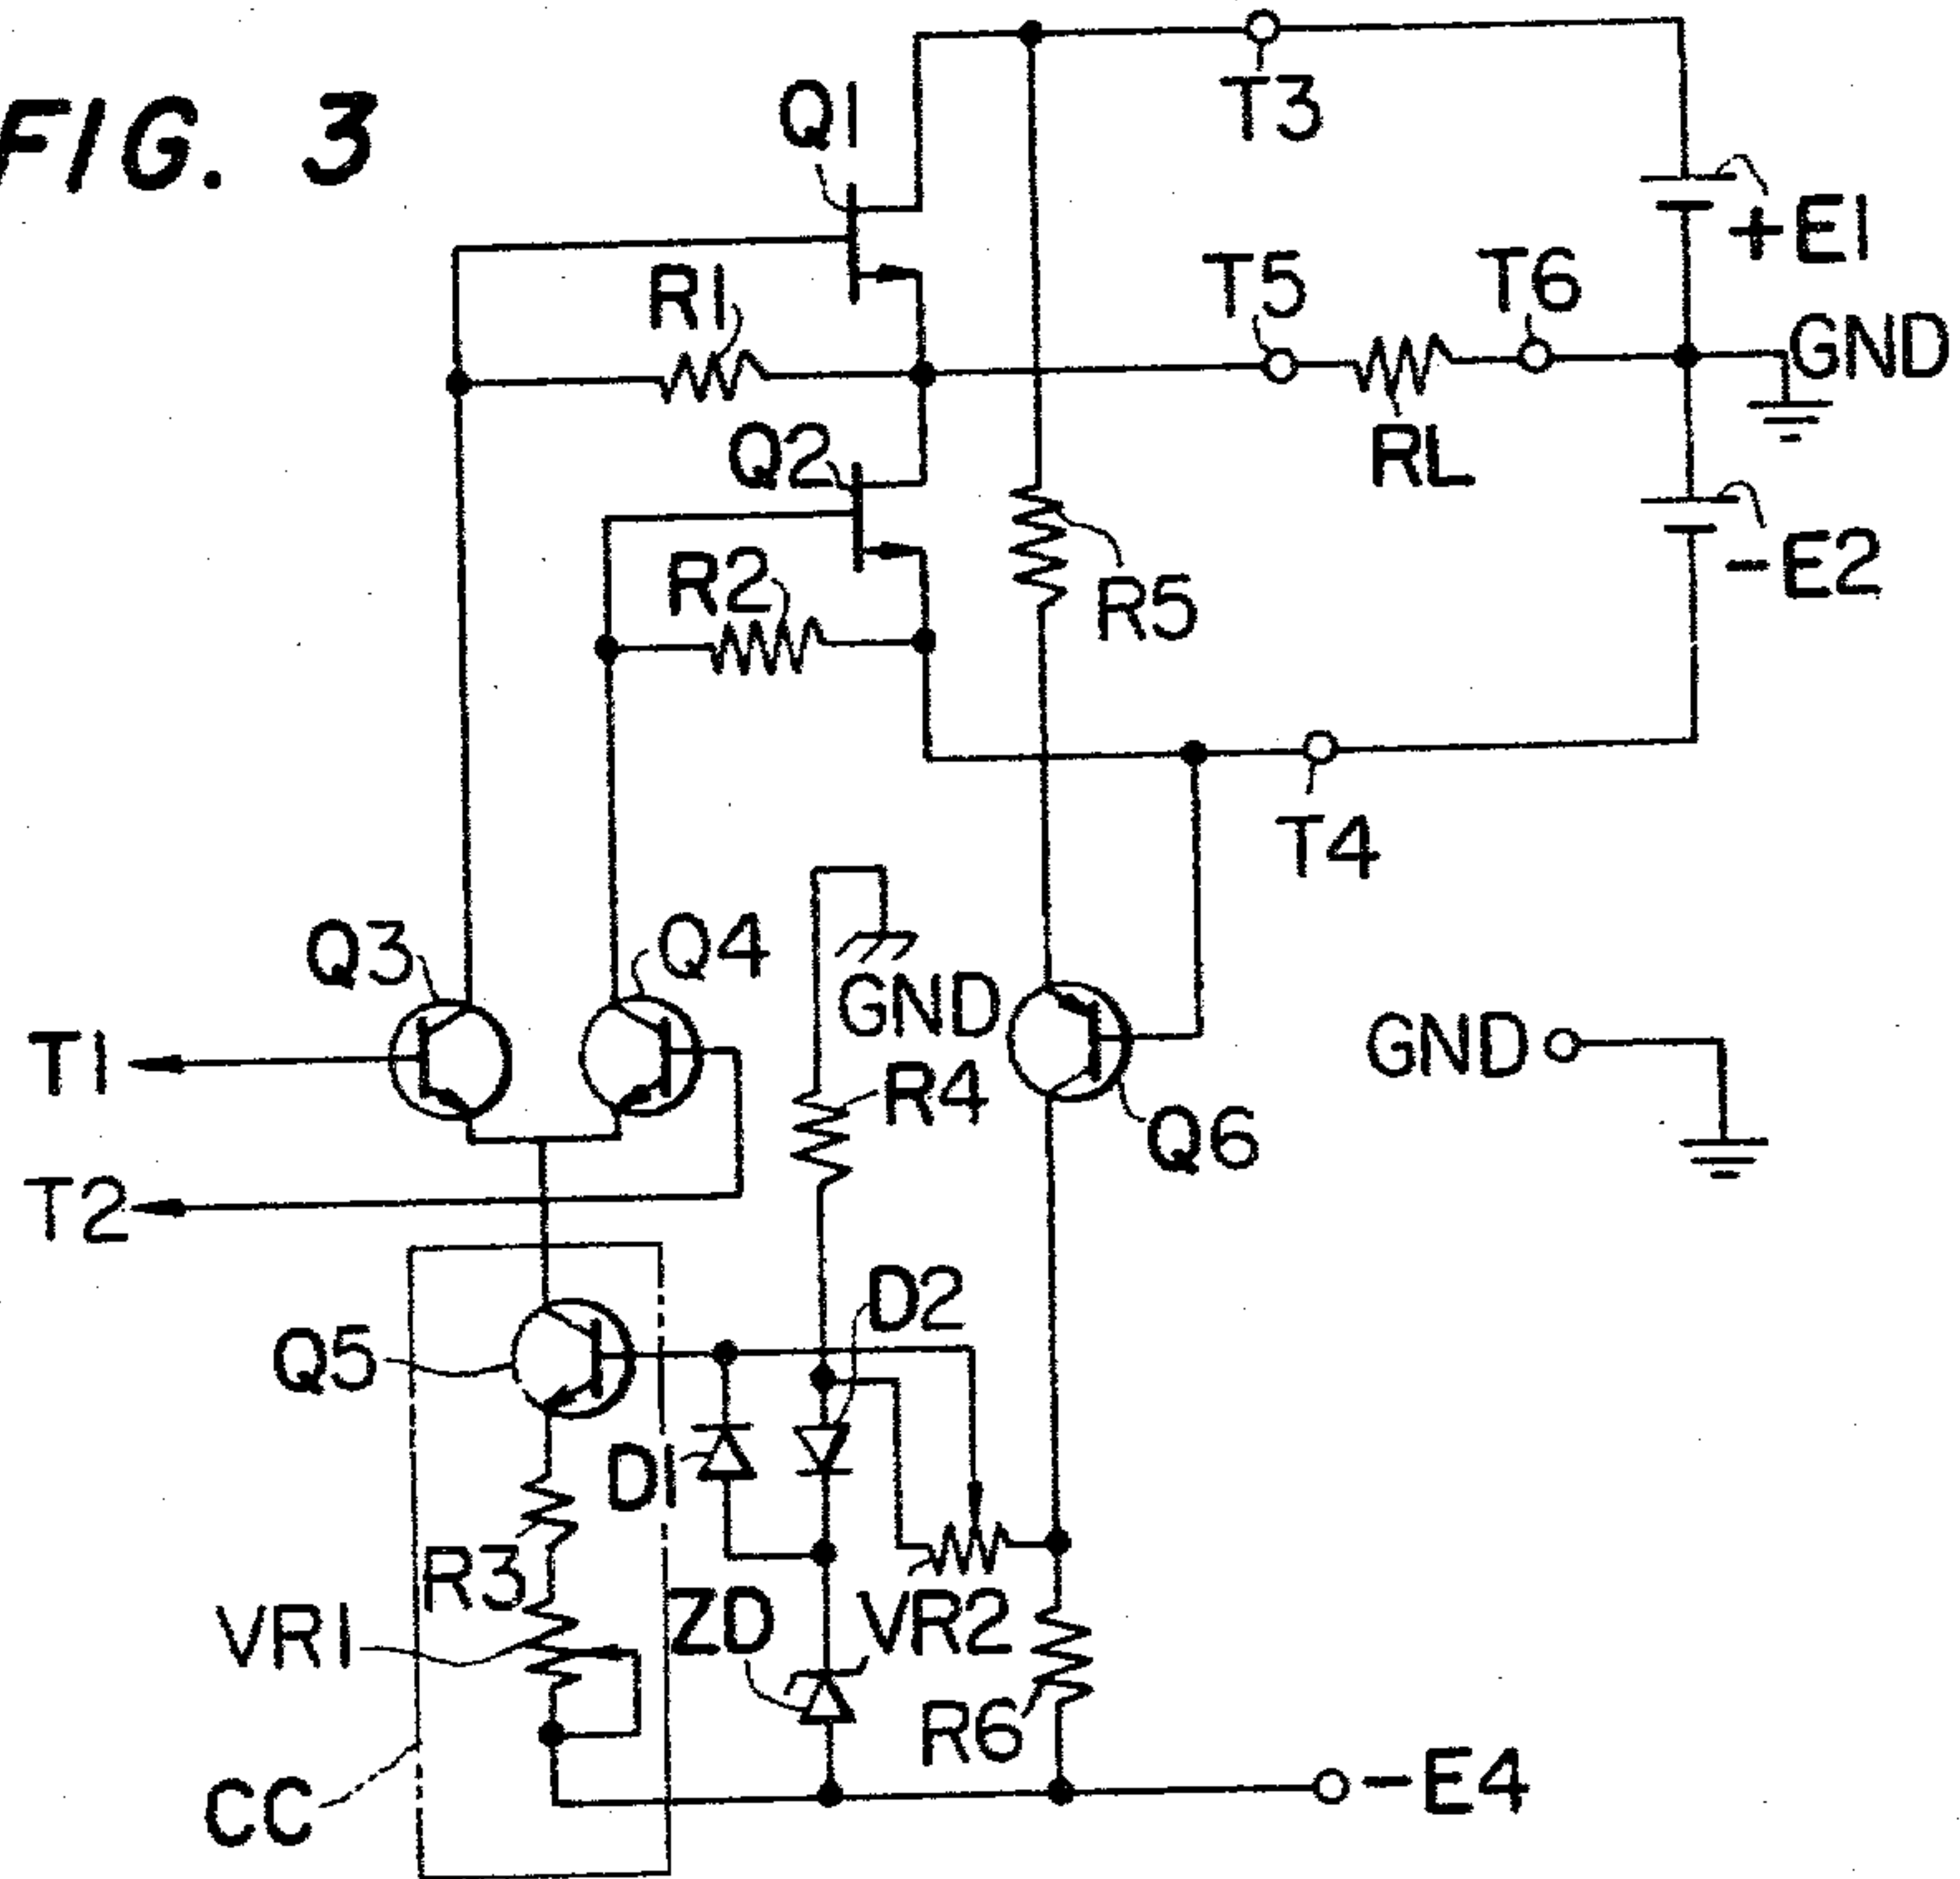 FIG. 3
Q1
T3
+E1
R1
T5
T6
GND
Q2
RL
R2
R5
-E2
T4
Q3
Q4
GND
GND
T1
R4
Q6
T2
D2
Q5
D1
R3
VR1
ZD
VR2
R6
CC
-E4